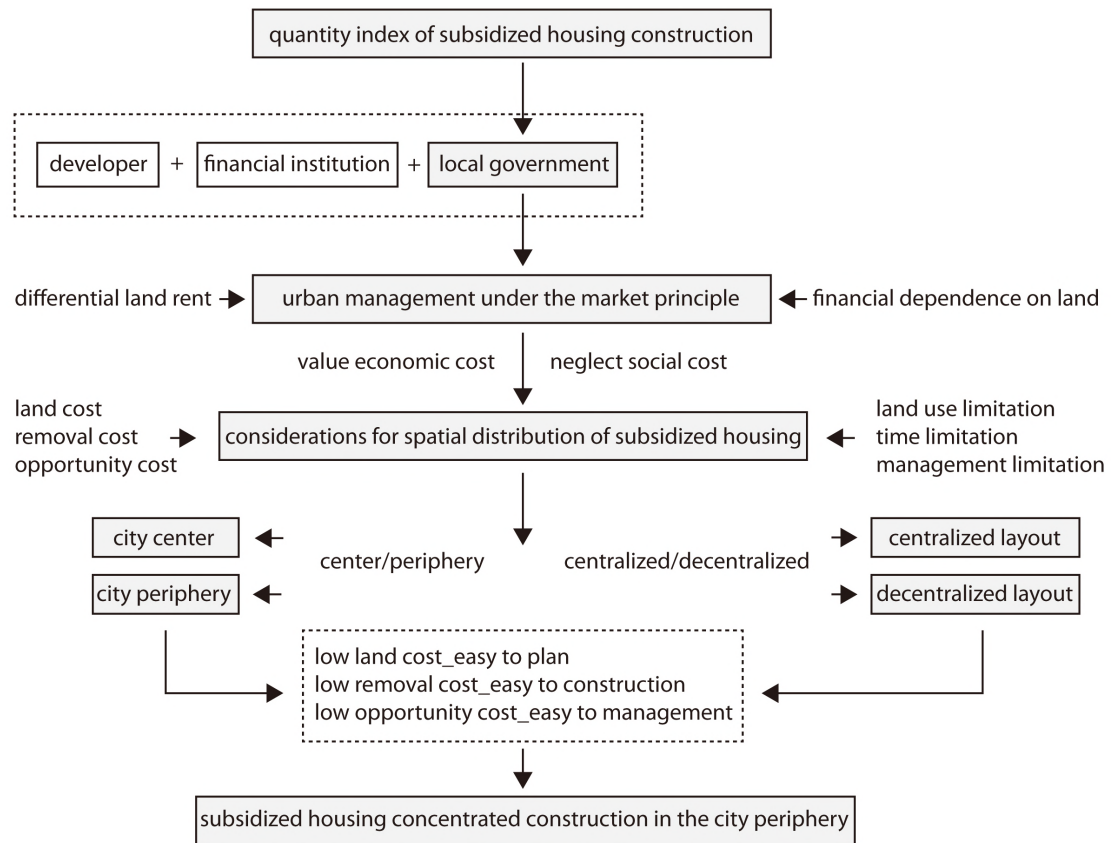 quantity index of subsidized housing construction
developer + financial institution + local government
differential land rent
urban management under the market principle
financial dependence on land
value economic cost
neglect social cost
land cost
removal cost
opportunity cost
considerations for spatial distribution of subsidized housing
land use limitation
time limitation
management limitation
city center
city periphery
center/periphery
centralized/decentralized
centralized layout
decentralized layout
low land cost_easy to plan
low removal cost_easy to construction
low opportunity cost_easy to management
subsidized housing concentrated construction in the city periphery